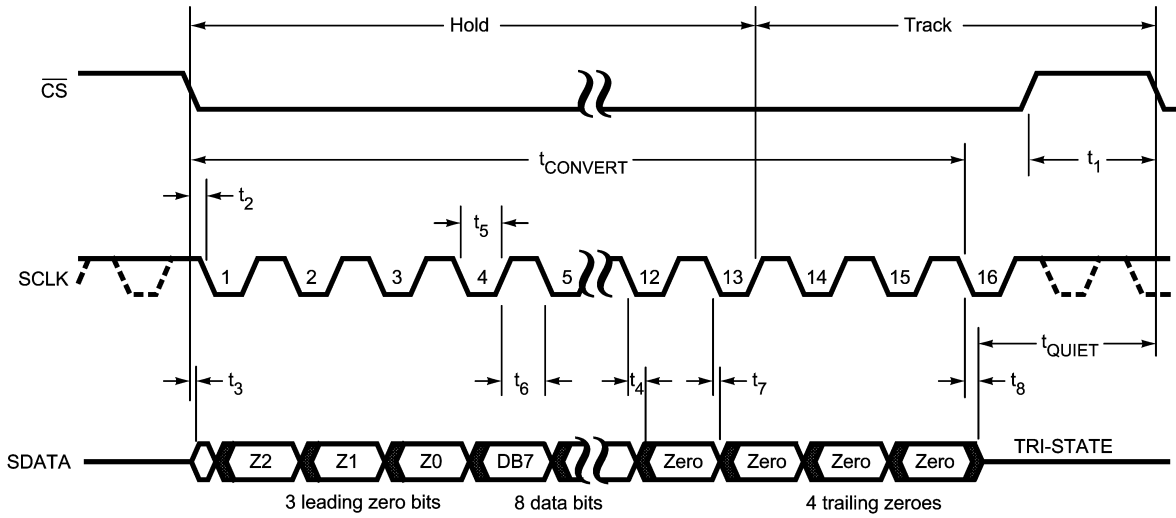 Hold Track
CS
tCONVERT t1
t2
t5
SCLK 1 2 3 4 5 12 13 14 15 16
tQUIET
t3 t6 t4 t7 t8
SDATA Z2 Z1 Z0 DB7 Zero Zero Zero Zero TRI-STATE
3 leading zero bits 8 data bits 4 trailing zeroes